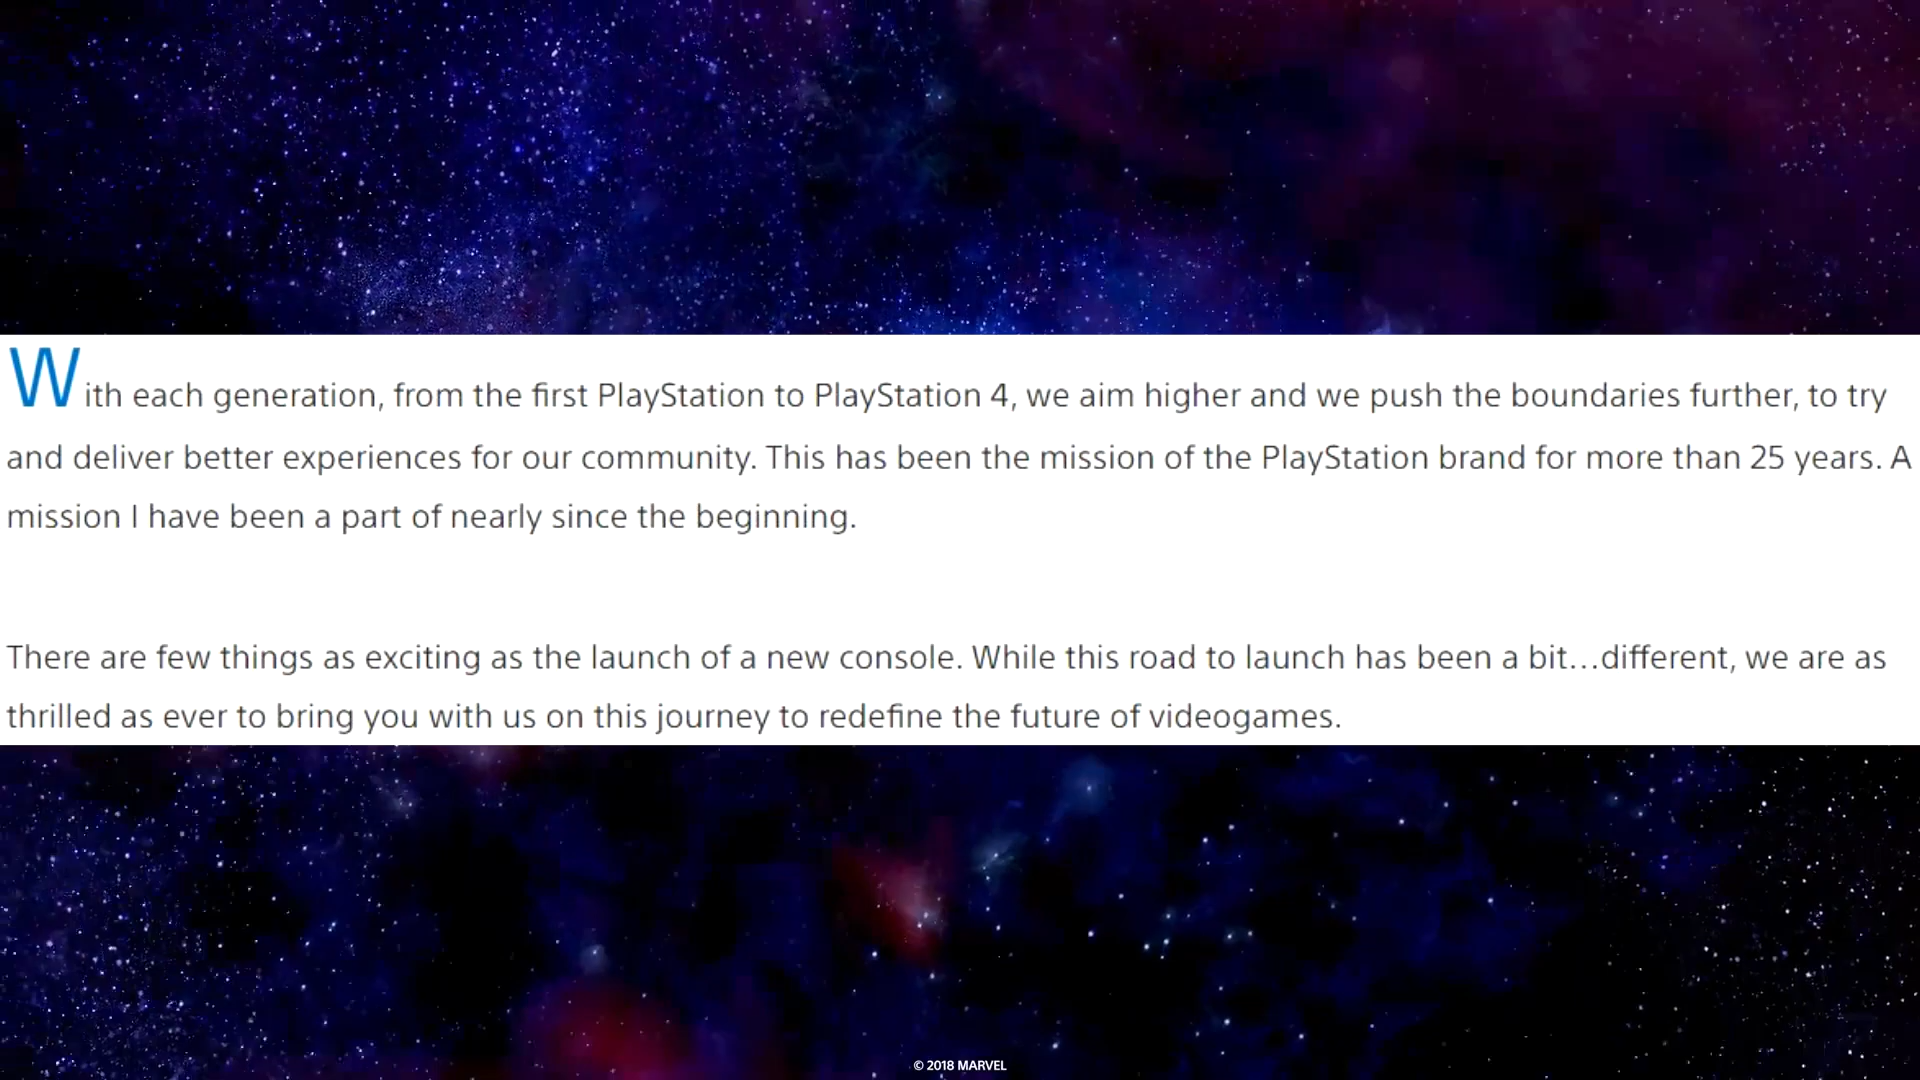 With each generation, from the first PlayStation to PlayStation 4, we aim higher and we push the boundaries further, to try
and deliver better experiences for our community. This has been the mission of the PlayStation brand for more than 25 years. A
mission I have been a part of nearly since the beginning.
There are few things as exciting as the launch of a new console. While this road to launch has been a bit…different, we are as
thrilled as ever to bring you with us on this journey to redefine the future of videogames.
© 2018 MARVEL